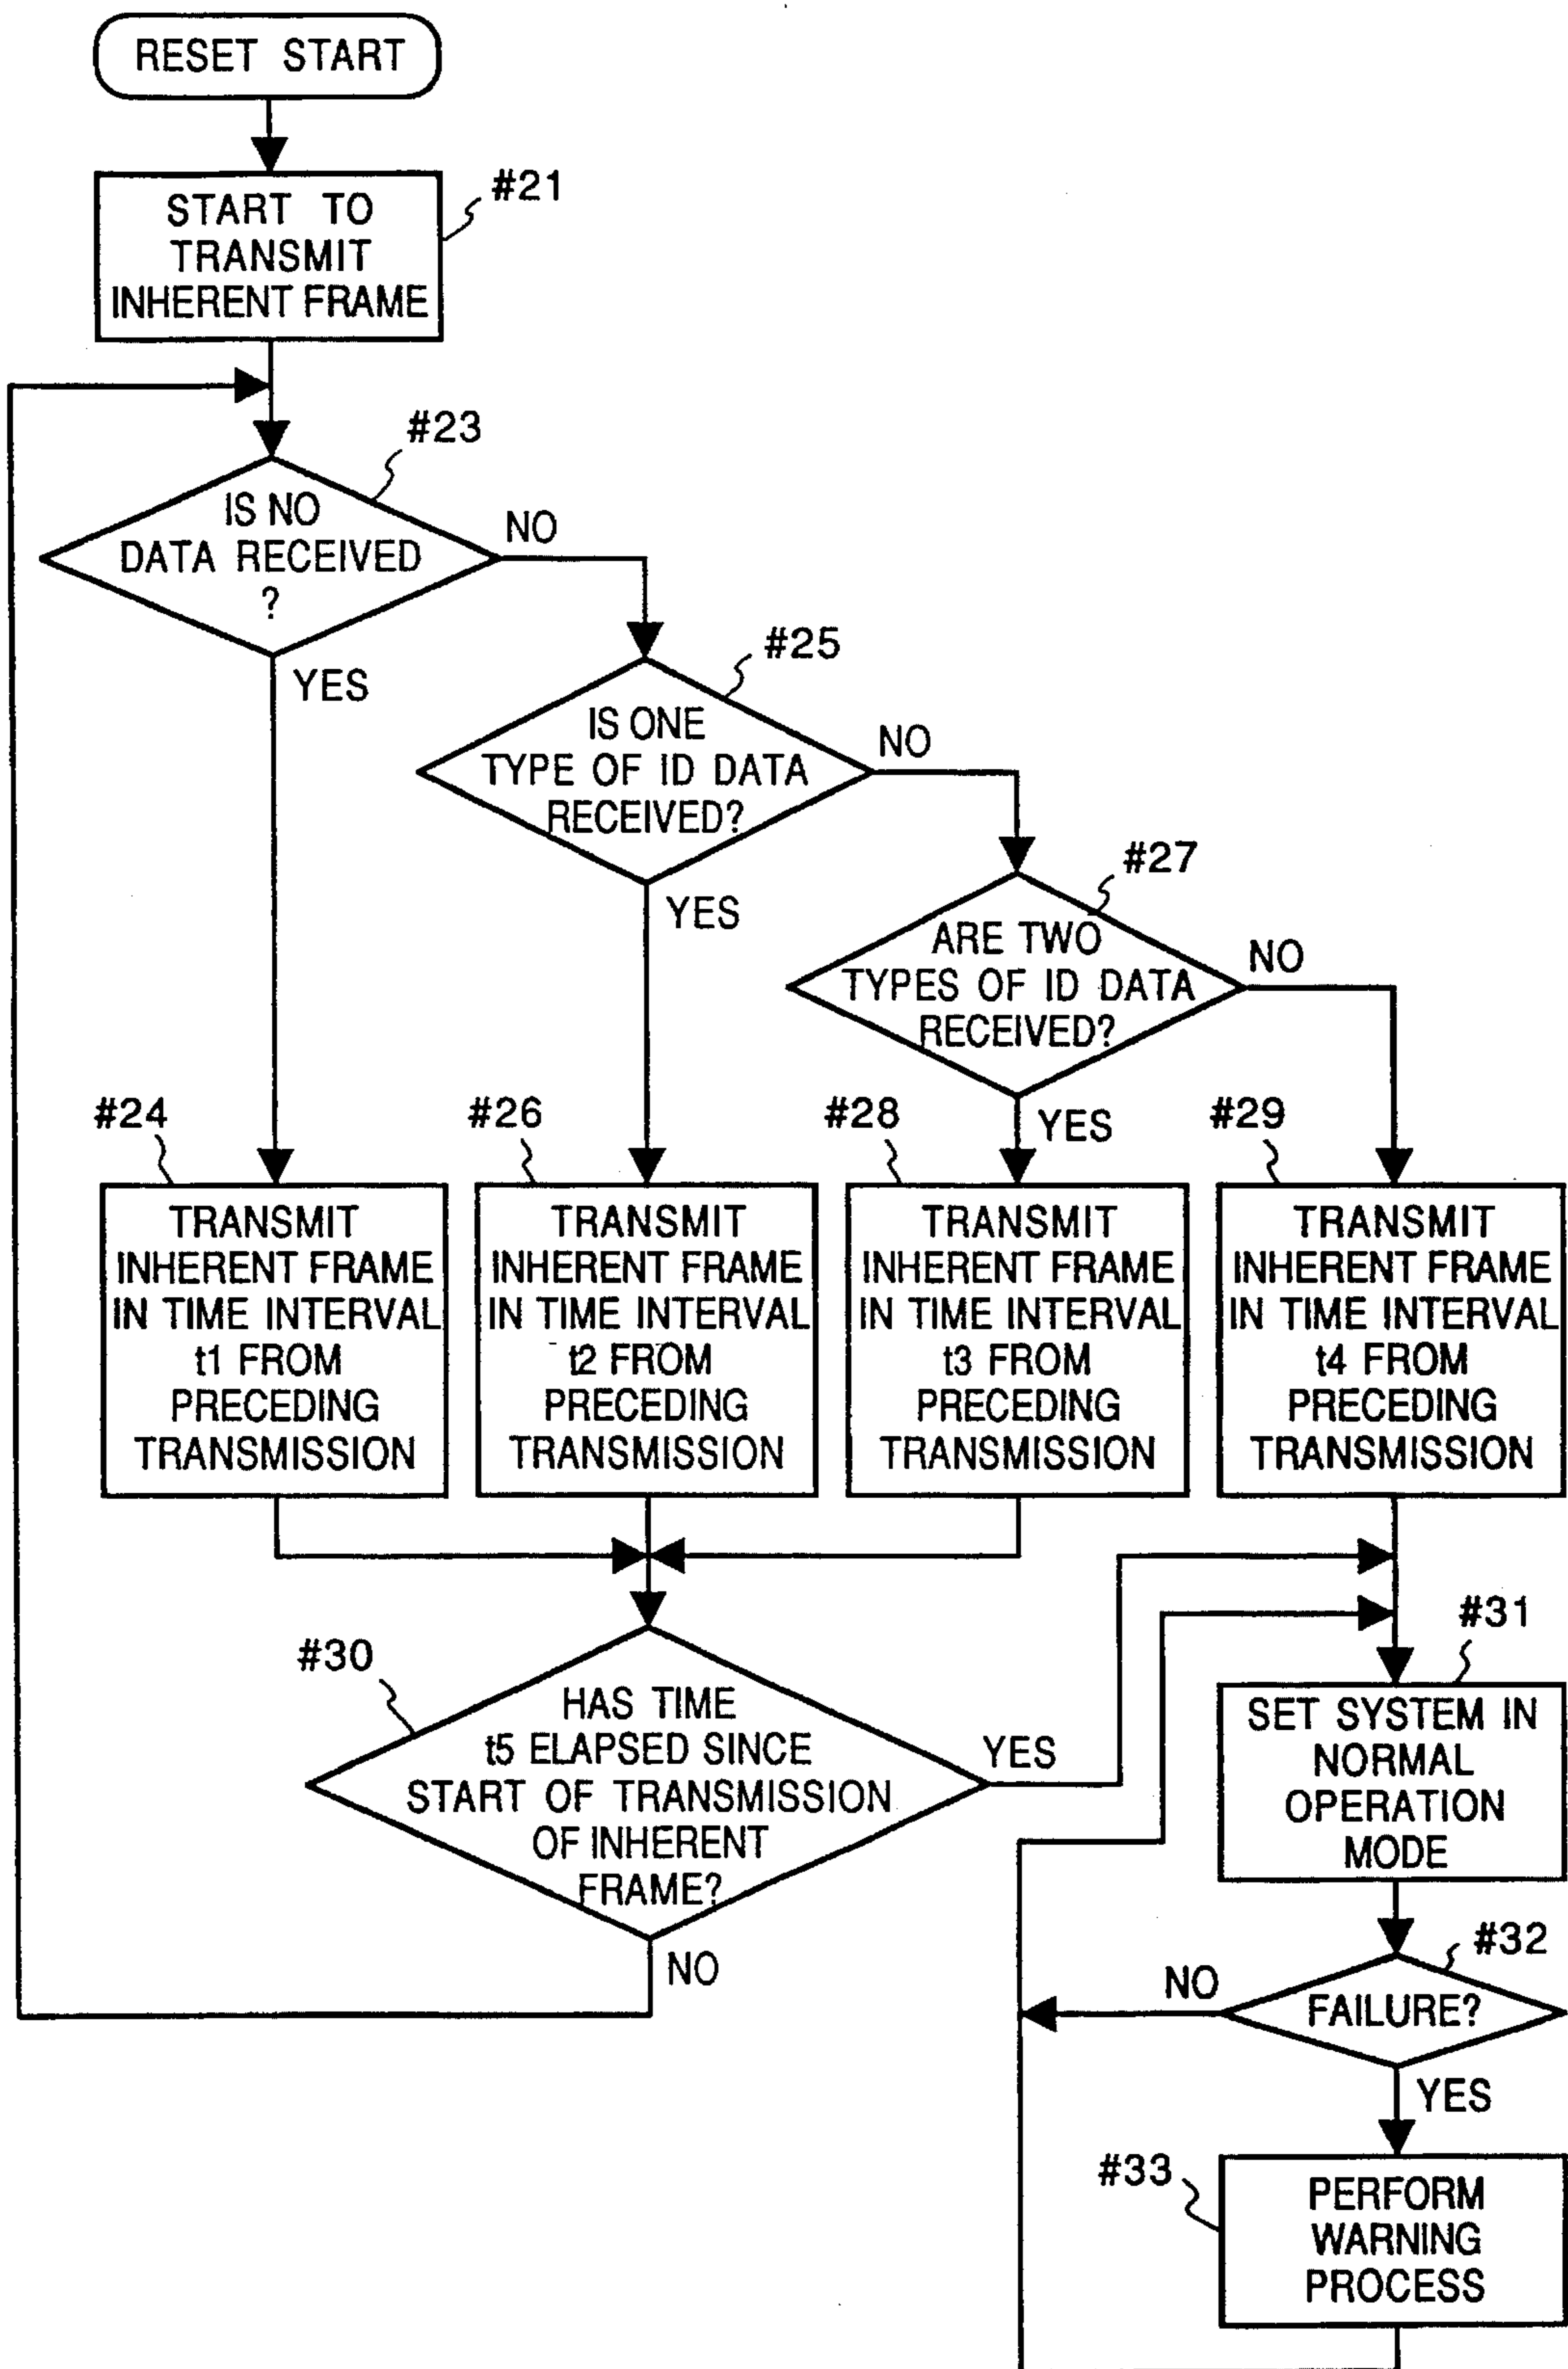 RESET START
START TO
TRANSMIT
INHERENT FRAME
#21
#23
IS NO
DATA RECEIVED
?
NO
YES
#25
IS ONE
TYPE OF ID DATA
RECEIVED?
NO
YES
#27
ARE TWO
TYPES OF ID DATA
RECEIVED?
NO
YES
#24
TRANSMIT
INHERENT FRAME
IN TIME INTERVAL
t1 FROM
PRECEDING
TRANSMISSION
#26
TRANSMIT
INHERENT FRAME
IN TIME INTERVAL
t2 FROM
PRECEDING
TRANSMISSION
#28
TRANSMIT
INHERENT FRAME
IN TIME INTERVAL
t3 FROM
PRECEDING
TRANSMISSION
#29
TRANSMIT
INHERENT FRAME
IN TIME INTERVAL
t4 FROM
PRECEDING
TRANSMISSION
#30
HAS TIME
t5 ELAPSED SINCE
START OF TRANSMISSION
OF INHERENT
FRAME?
YES
NO
#31
SET SYSTEM IN
NORMAL
OPERATION
MODE
#32
FAILURE?
NO
YES
#33
PERFORM
WARNING
PROCESS